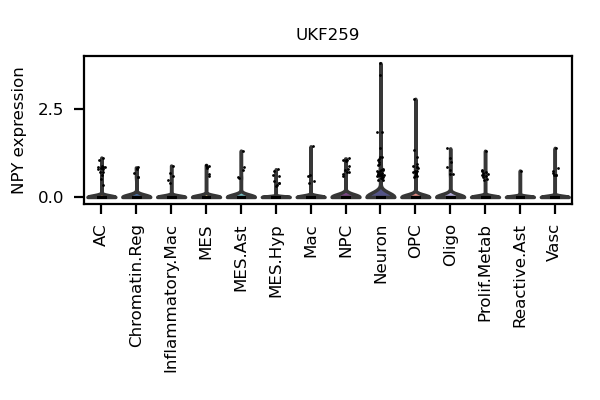 UKF259
NPY expression
2.5
0.0
AC
Chromatin.Reg
Inflammatory.Mac
MES
MES.Ast
MES.Hyp
Mac
NPC
Neuron
OPC
Oligo
Prolif.Metab
Reactive.Ast
Vasc